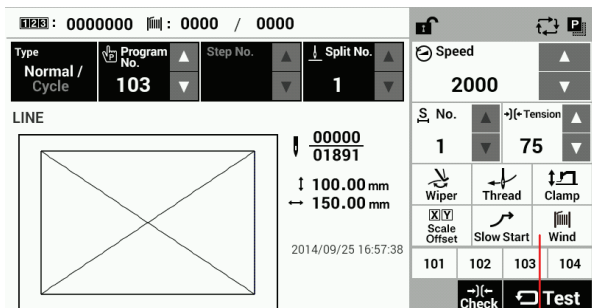 123 : 0000000 : 0000 / 0000
Type
Normal /
Cycle
Program
No.
103
Step No.
Split No.
1
LINE
00000
01891
100.00 mm
150.00 mm
2014/09/25 16:57:38
P
Speed
2000
S No.
1
Tension
75
Wiper
Thread
Clamp
XY
Scale
Offset
Slow Start
Wind
101
102
103
104
Check
Test